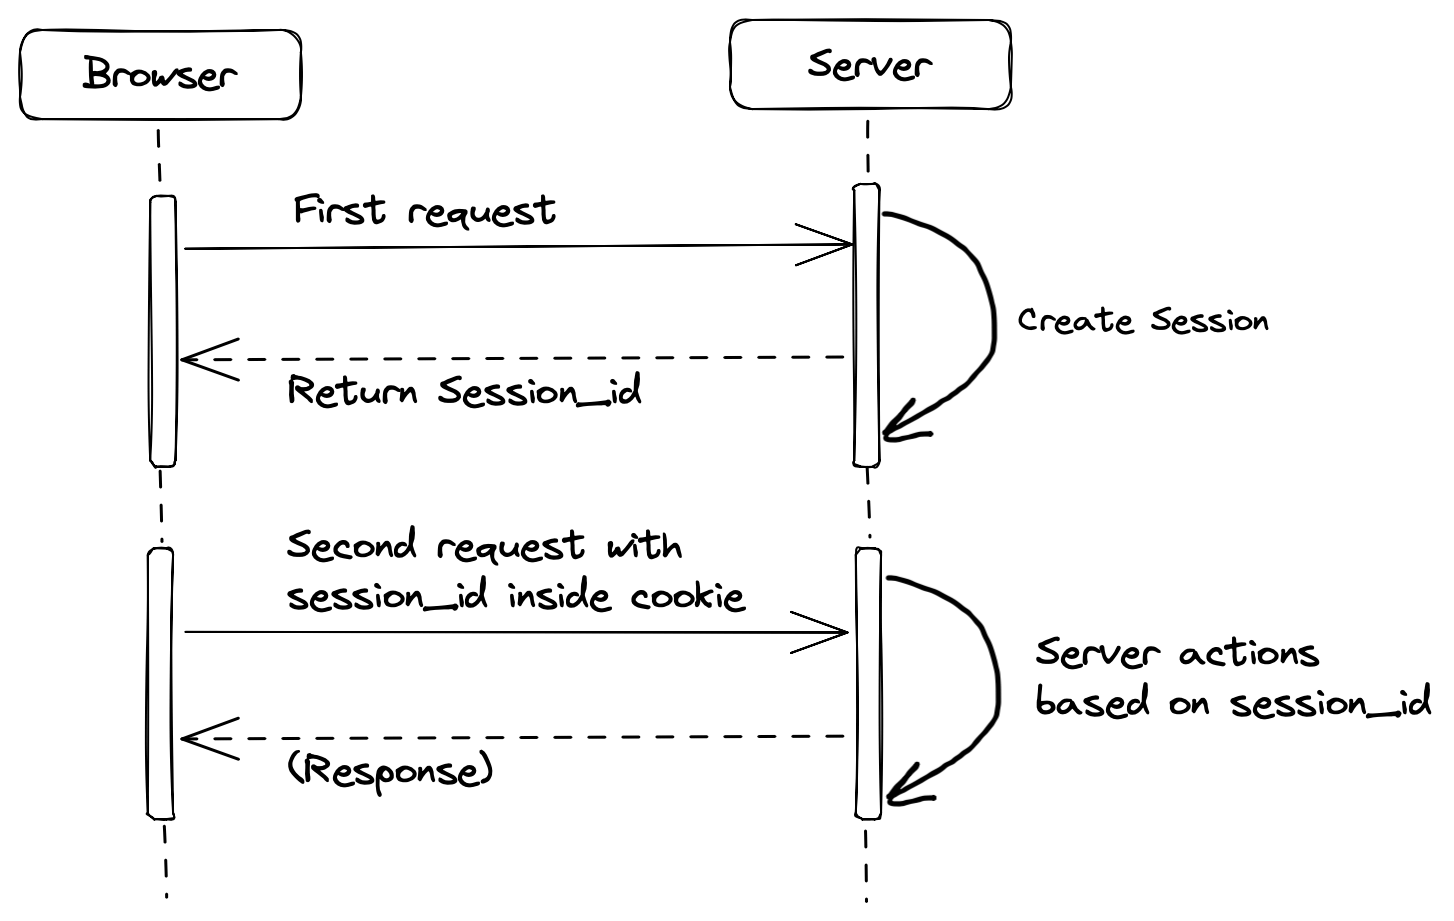 Browser
Server
First request
Create Session
Return Session_id
Second request with
session_id inside cookie
Server actions
based on session_id
(Response)